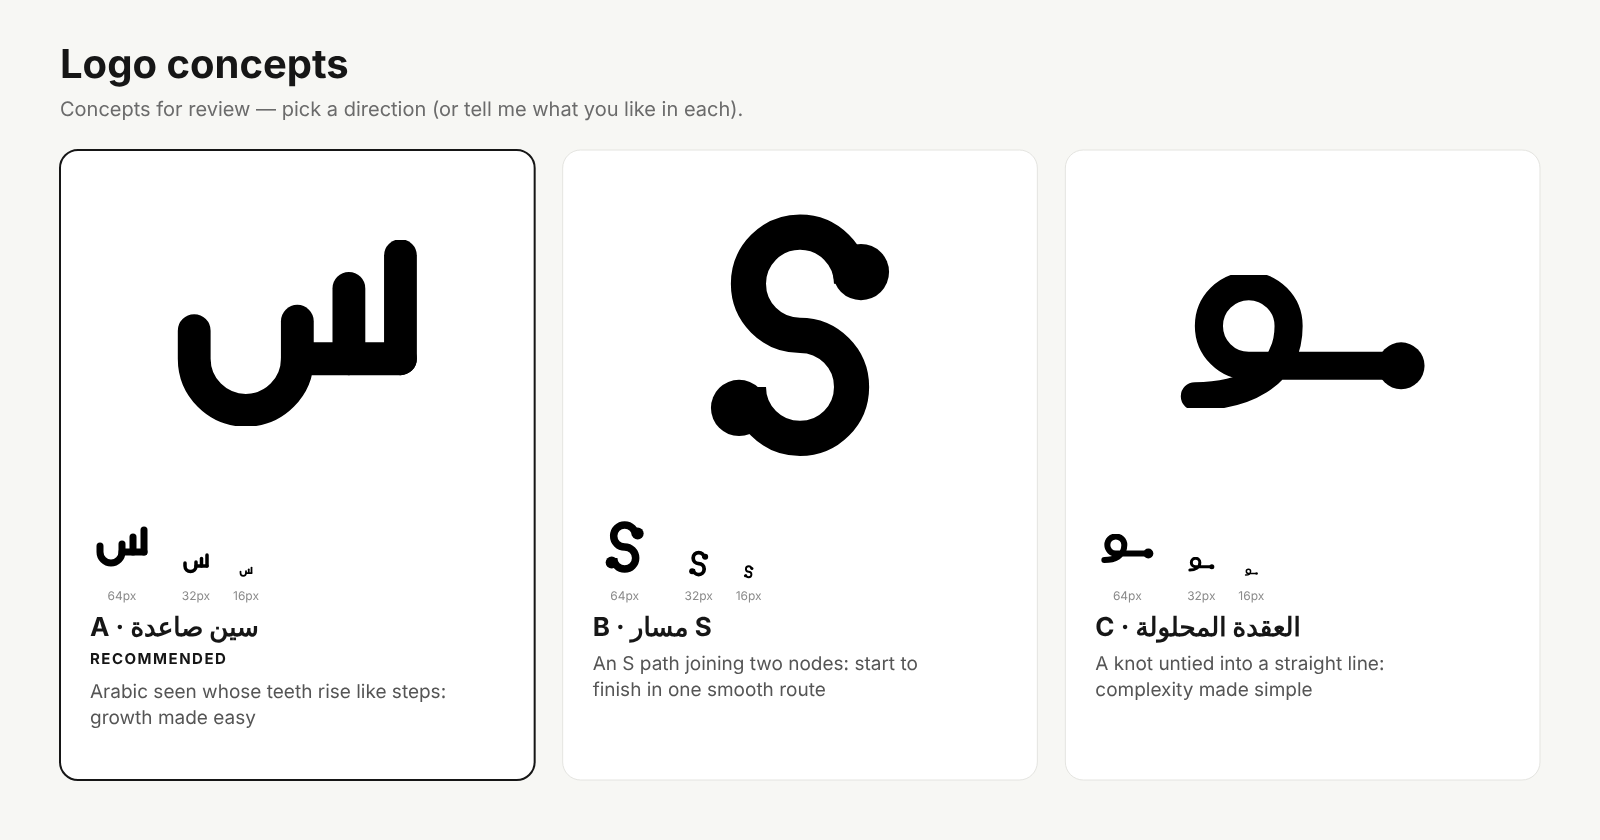 Logo concepts
Concepts for review — pick a direction (or tell me what you like in each).
س
64px 32px 16px
A · سين صاعدة
RECOMMENDED
Arabic seen whose teeth rise like steps:
growth made easy
S
64px 32px 16px
B · مسار S
An S path joining two nodes: start to
finish in one smooth route
64px 32px 16px
C · العقدة المحلولة
A knot untied into a straight line:
complexity made simple